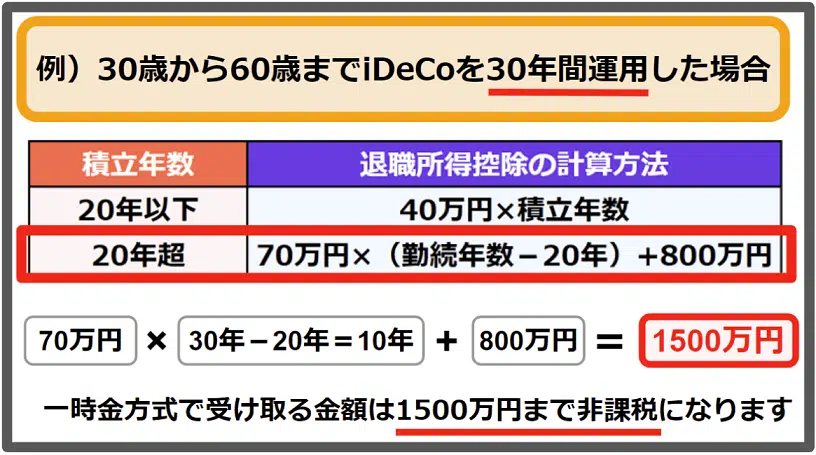 例）30歳から60歳までiDeCoを30年間運用した場合
積立年数 退職所得控除の計算方法
20年以下 40万円×積立年数
20年超 70万円×（勤続年数－20年）+800万円
70万円 × 30年－20年＝10年 + 800万円 = 1500万円
一時金方式で受け取る金額は1500万円まで非課税になります